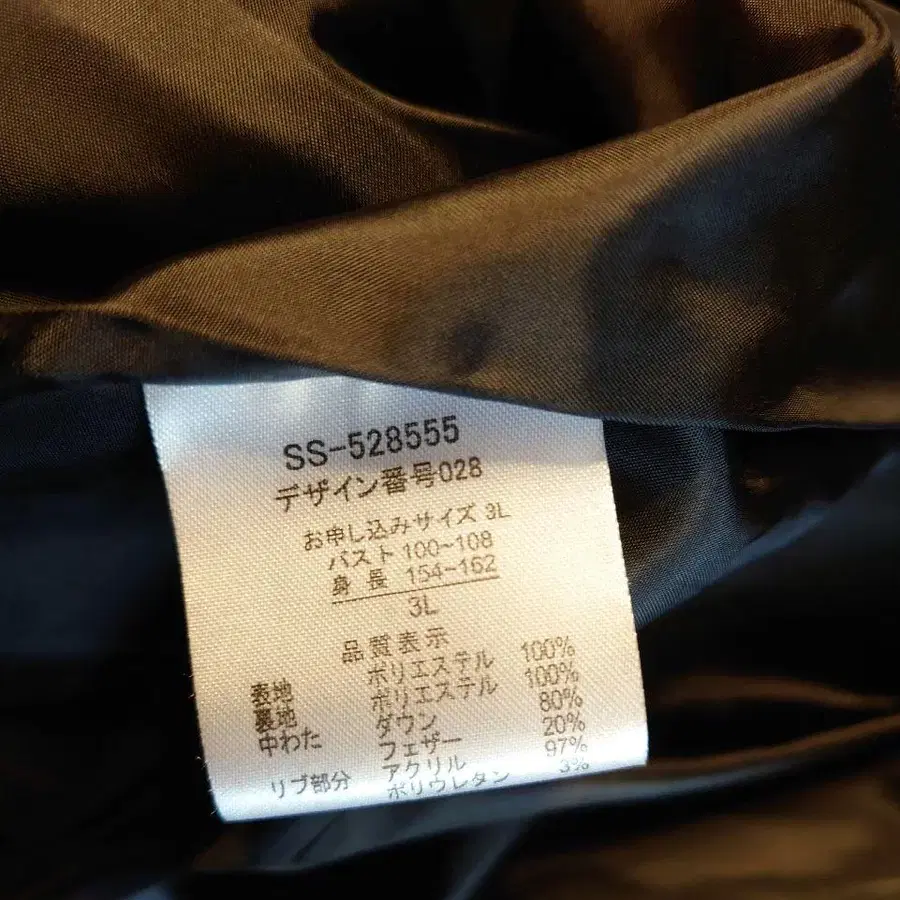 SS-528555
デザイン番号028
お申し込みサイズ 3L
バスト 100~108
身 長 154~162
3L
品質表示
表地 ポリエステル 100%
裏地 ポリエステル 100%
中わた ダウン 80%
フェザー 20%
リブ部分 アクリル 97%
ポリウレタン 3%